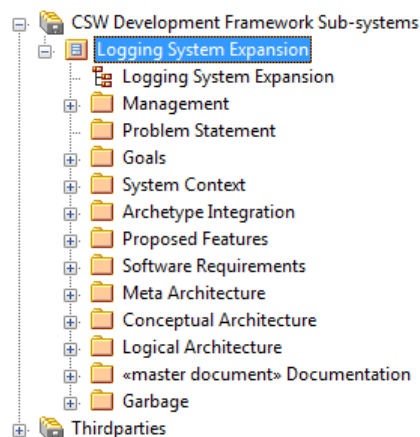 CSW Development Framework Sub-systems
Logging System Expansion
Logging System Expansion
Management
Problem Statement
Goals
System Context
Archetype Integration
Proposed Features
Software Requirements
Meta Architecture
Conceptual Architecture
Logical Architecture
«master document» Documentation
Garbage
Thirdparties